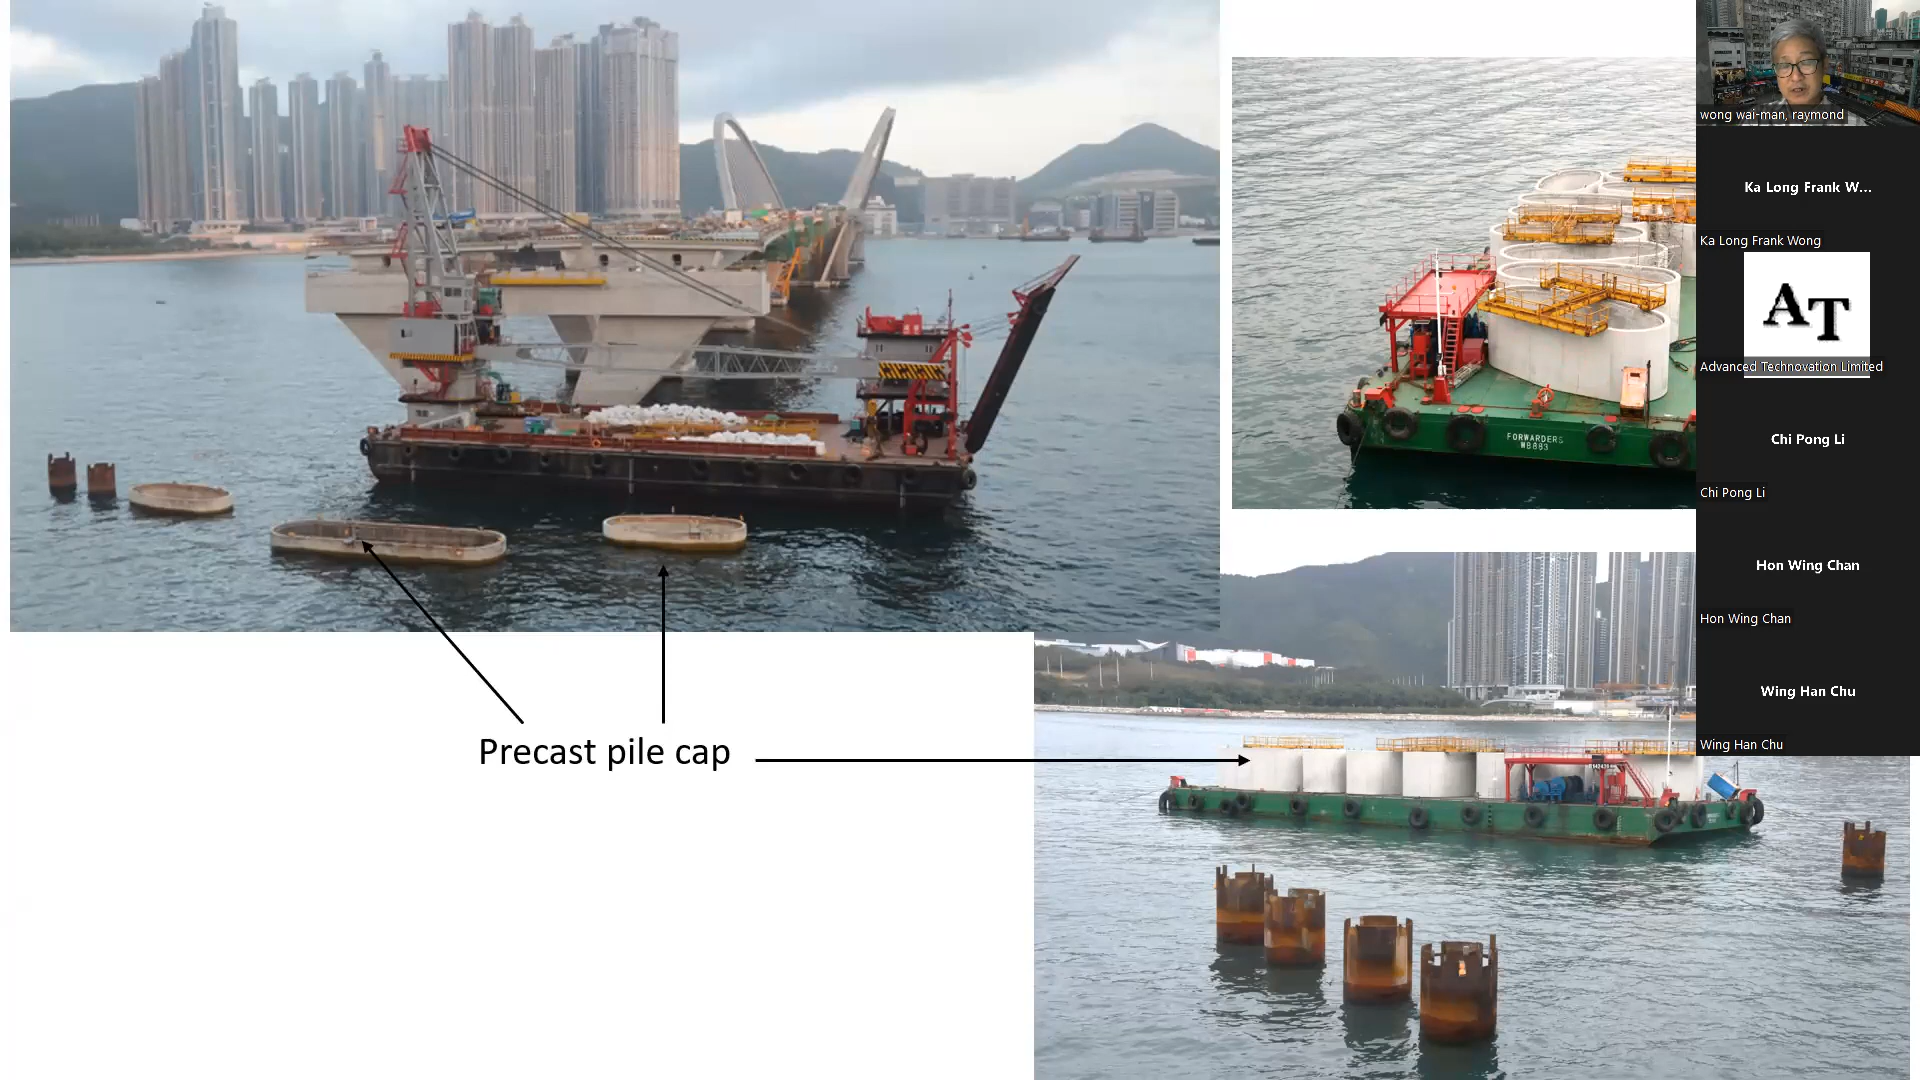 wong wai-man, raymond
Ka Long Frank W...
Ka Long Frank Wong
AT
Advanced Technovation Limited
Chi Pong Li
Chi Pong Li
Hon Wing Chan
Hon Wing Chan
Wing Han Chu
Wing Han Chu
FORWARDERS
WB883
Precast pile cap